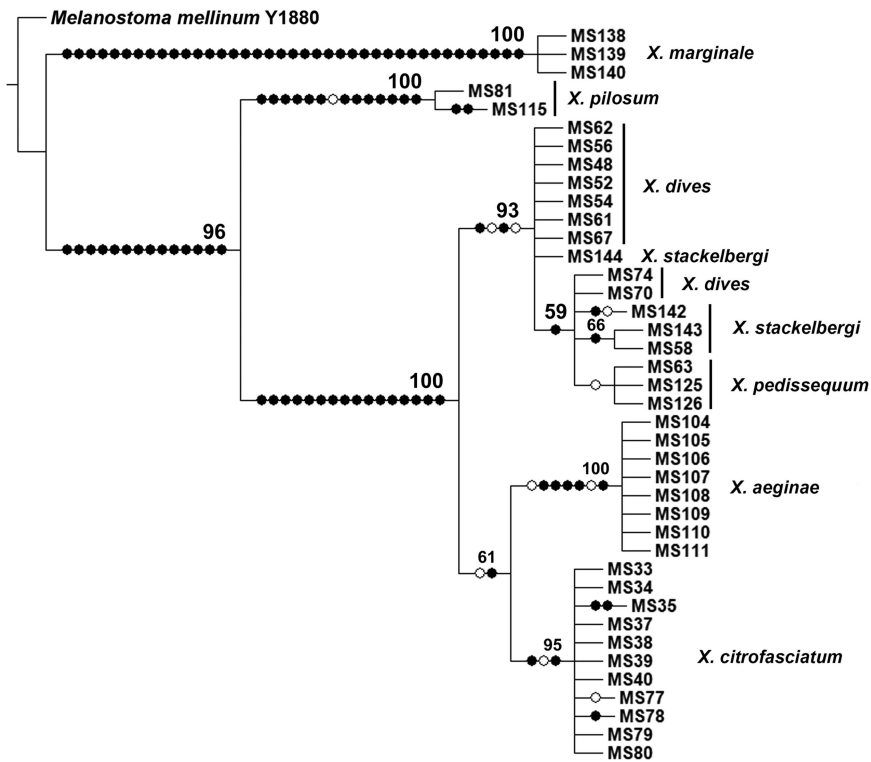 Melanostoma mellinum Y1880
100
MS138
MS139
MS140
X. marginale
100
MS81
MS115
X. pilosum
MS62
MS56
MS48
MS52
MS54
MS61
MS67
X. dives
93
MS144
X. stackelbergi
MS74
MS70
X. dives
59
MS142
66
MS143
MS58
X. stackelbergi
MS63
MS125
MS126
X. pedissequum
96
100
MS104
MS105
MS106
MS107
MS108
MS109
MS110
MS111
100
X. aeginae
61
MS33
MS34
MS35
MS37
MS38
MS39
MS40
MS77
MS78
MS79
MS80
95
X. citrofasciatum